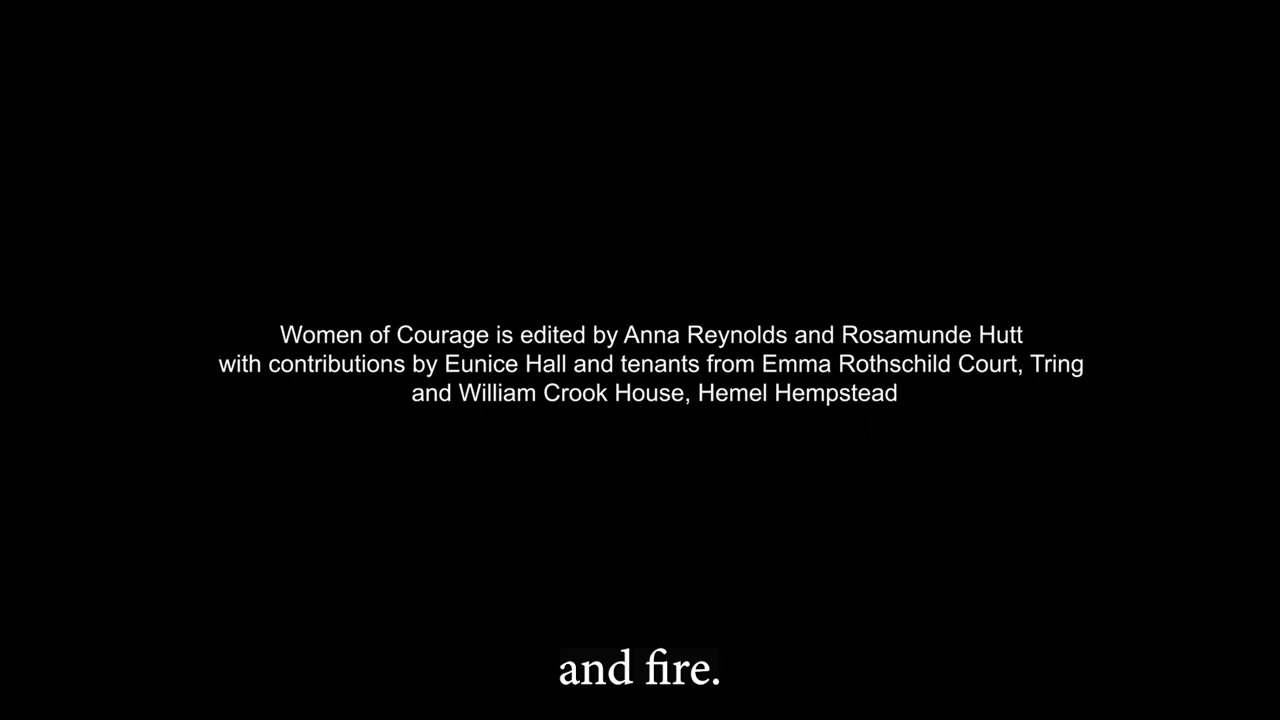 Women of Courage is edited by Anna Reynolds and Rosamunde Hutt
with contributions by Eunice Hall and tenants from Emma Rothschild Court, Tring
and William Crook House, Hemel Hempstead
and fire.